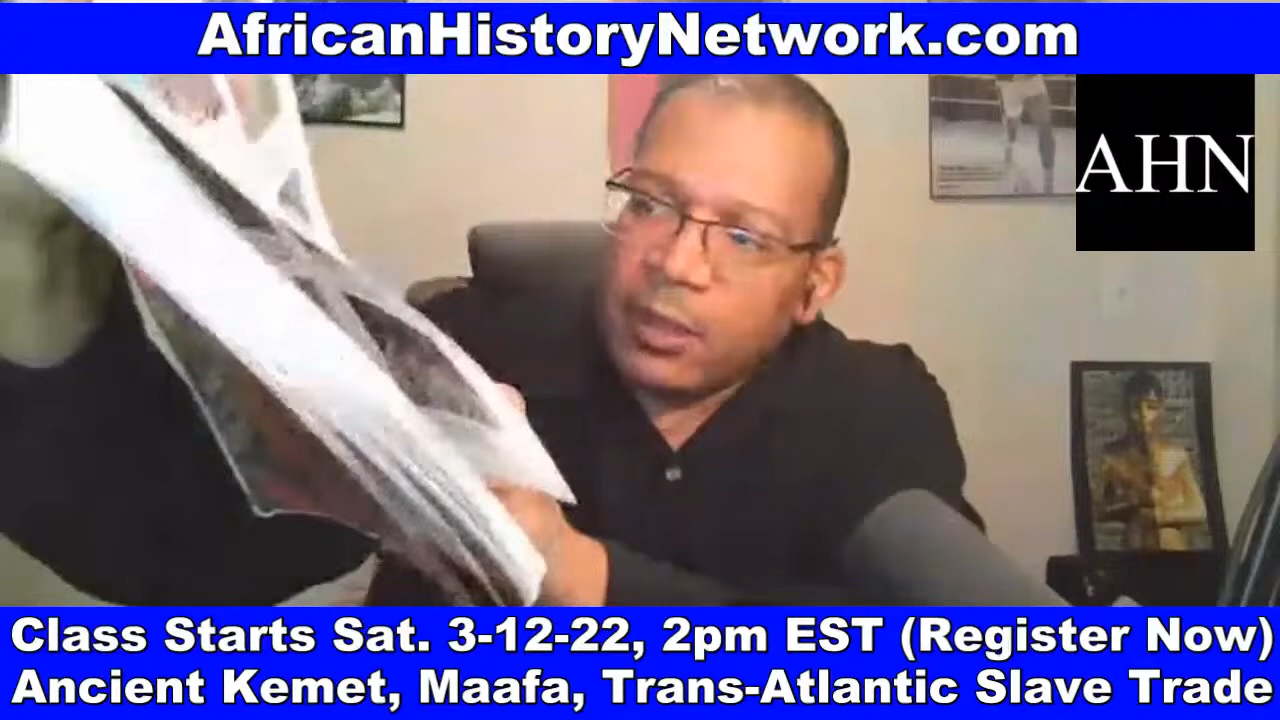 AfricanHistoryNetwork.com
AHN
Class Starts Sat. 3-12-22, 2pm EST (Register Now)
Ancient Kemet, Maafa, Trans-Atlantic Slave Trade